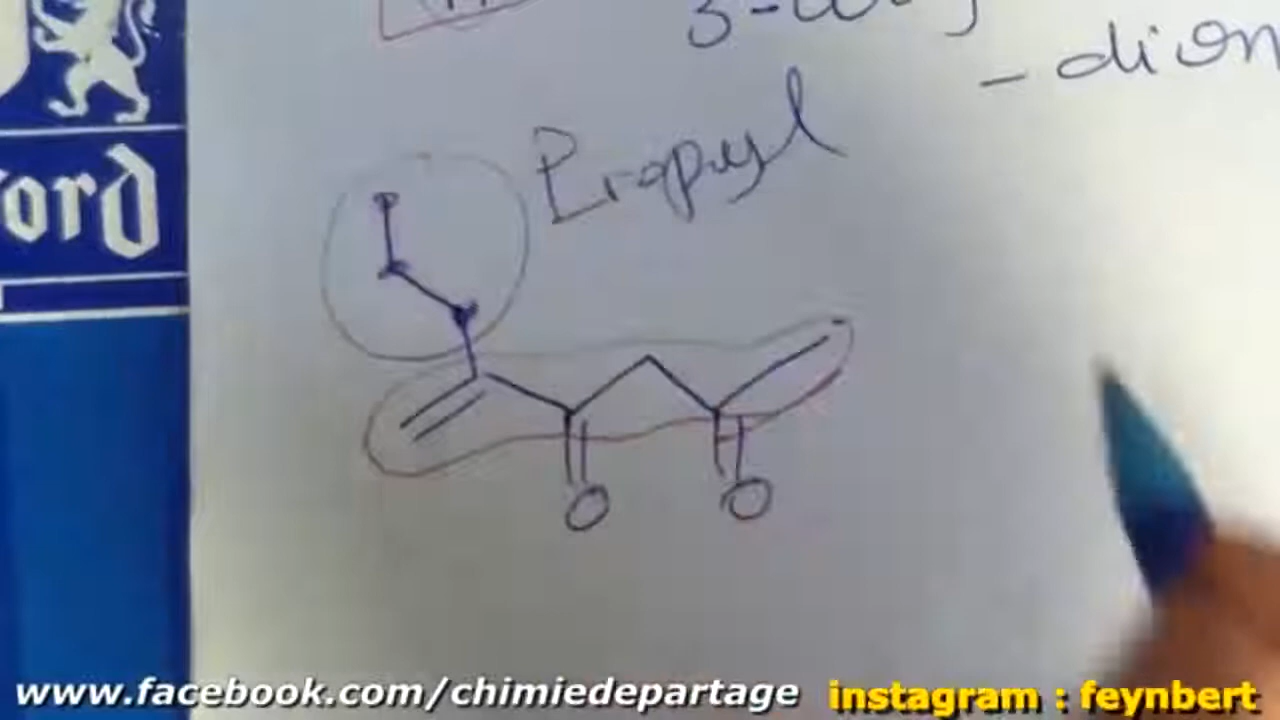 - dion
Propyl
ord
O O
www.facebook.com/chimiedepartage instagram : feynbert